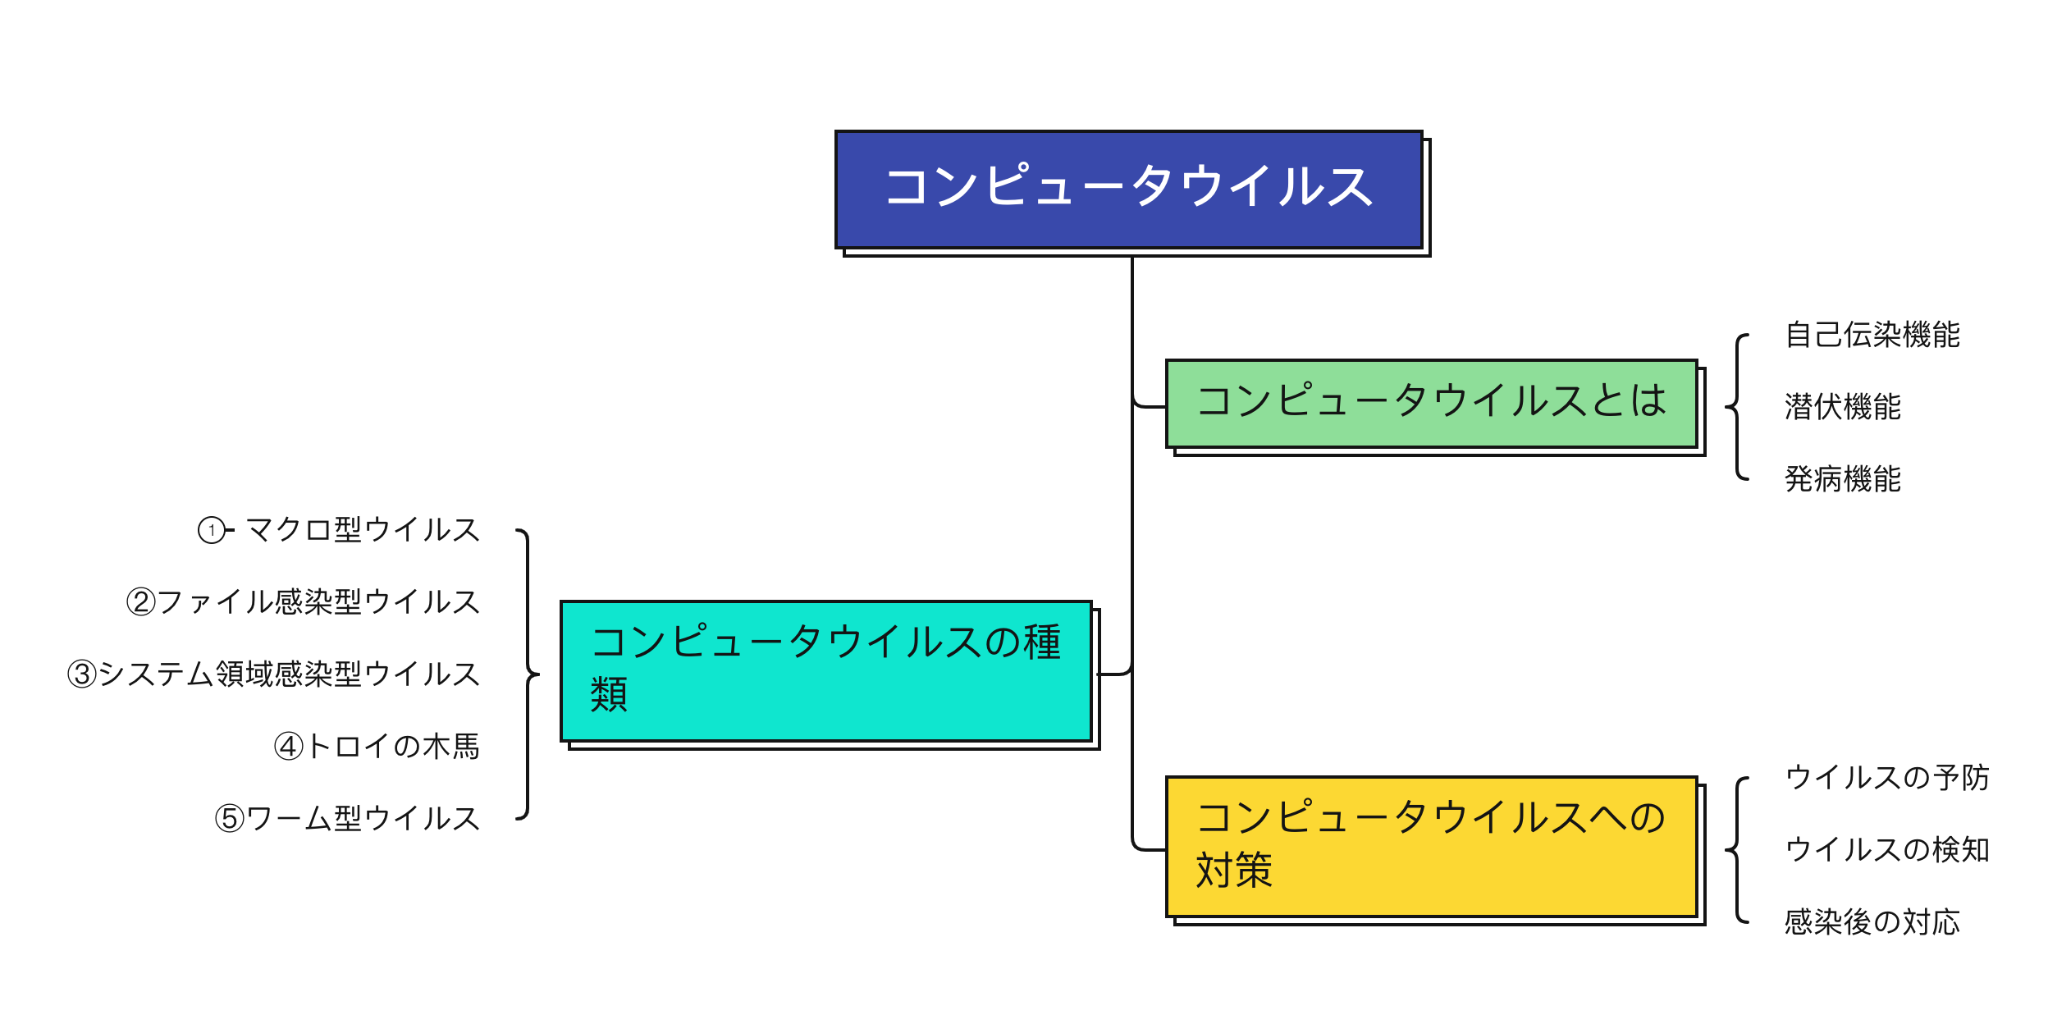 コンピュータウイルス
コンピュータウイルスとは
自己伝染機能
潜伏機能
発病機能
コンピュータウイルスの種
類
①- マクロ型ウイルス
②ファイル感染型ウイルス
③システム領域感染型ウイルス
④トロイの木馬
⑤ワーム型ウイルス
コンピュータウイルスへの
対策
ウイルスの予防
ウイルスの検知
感染後の対応